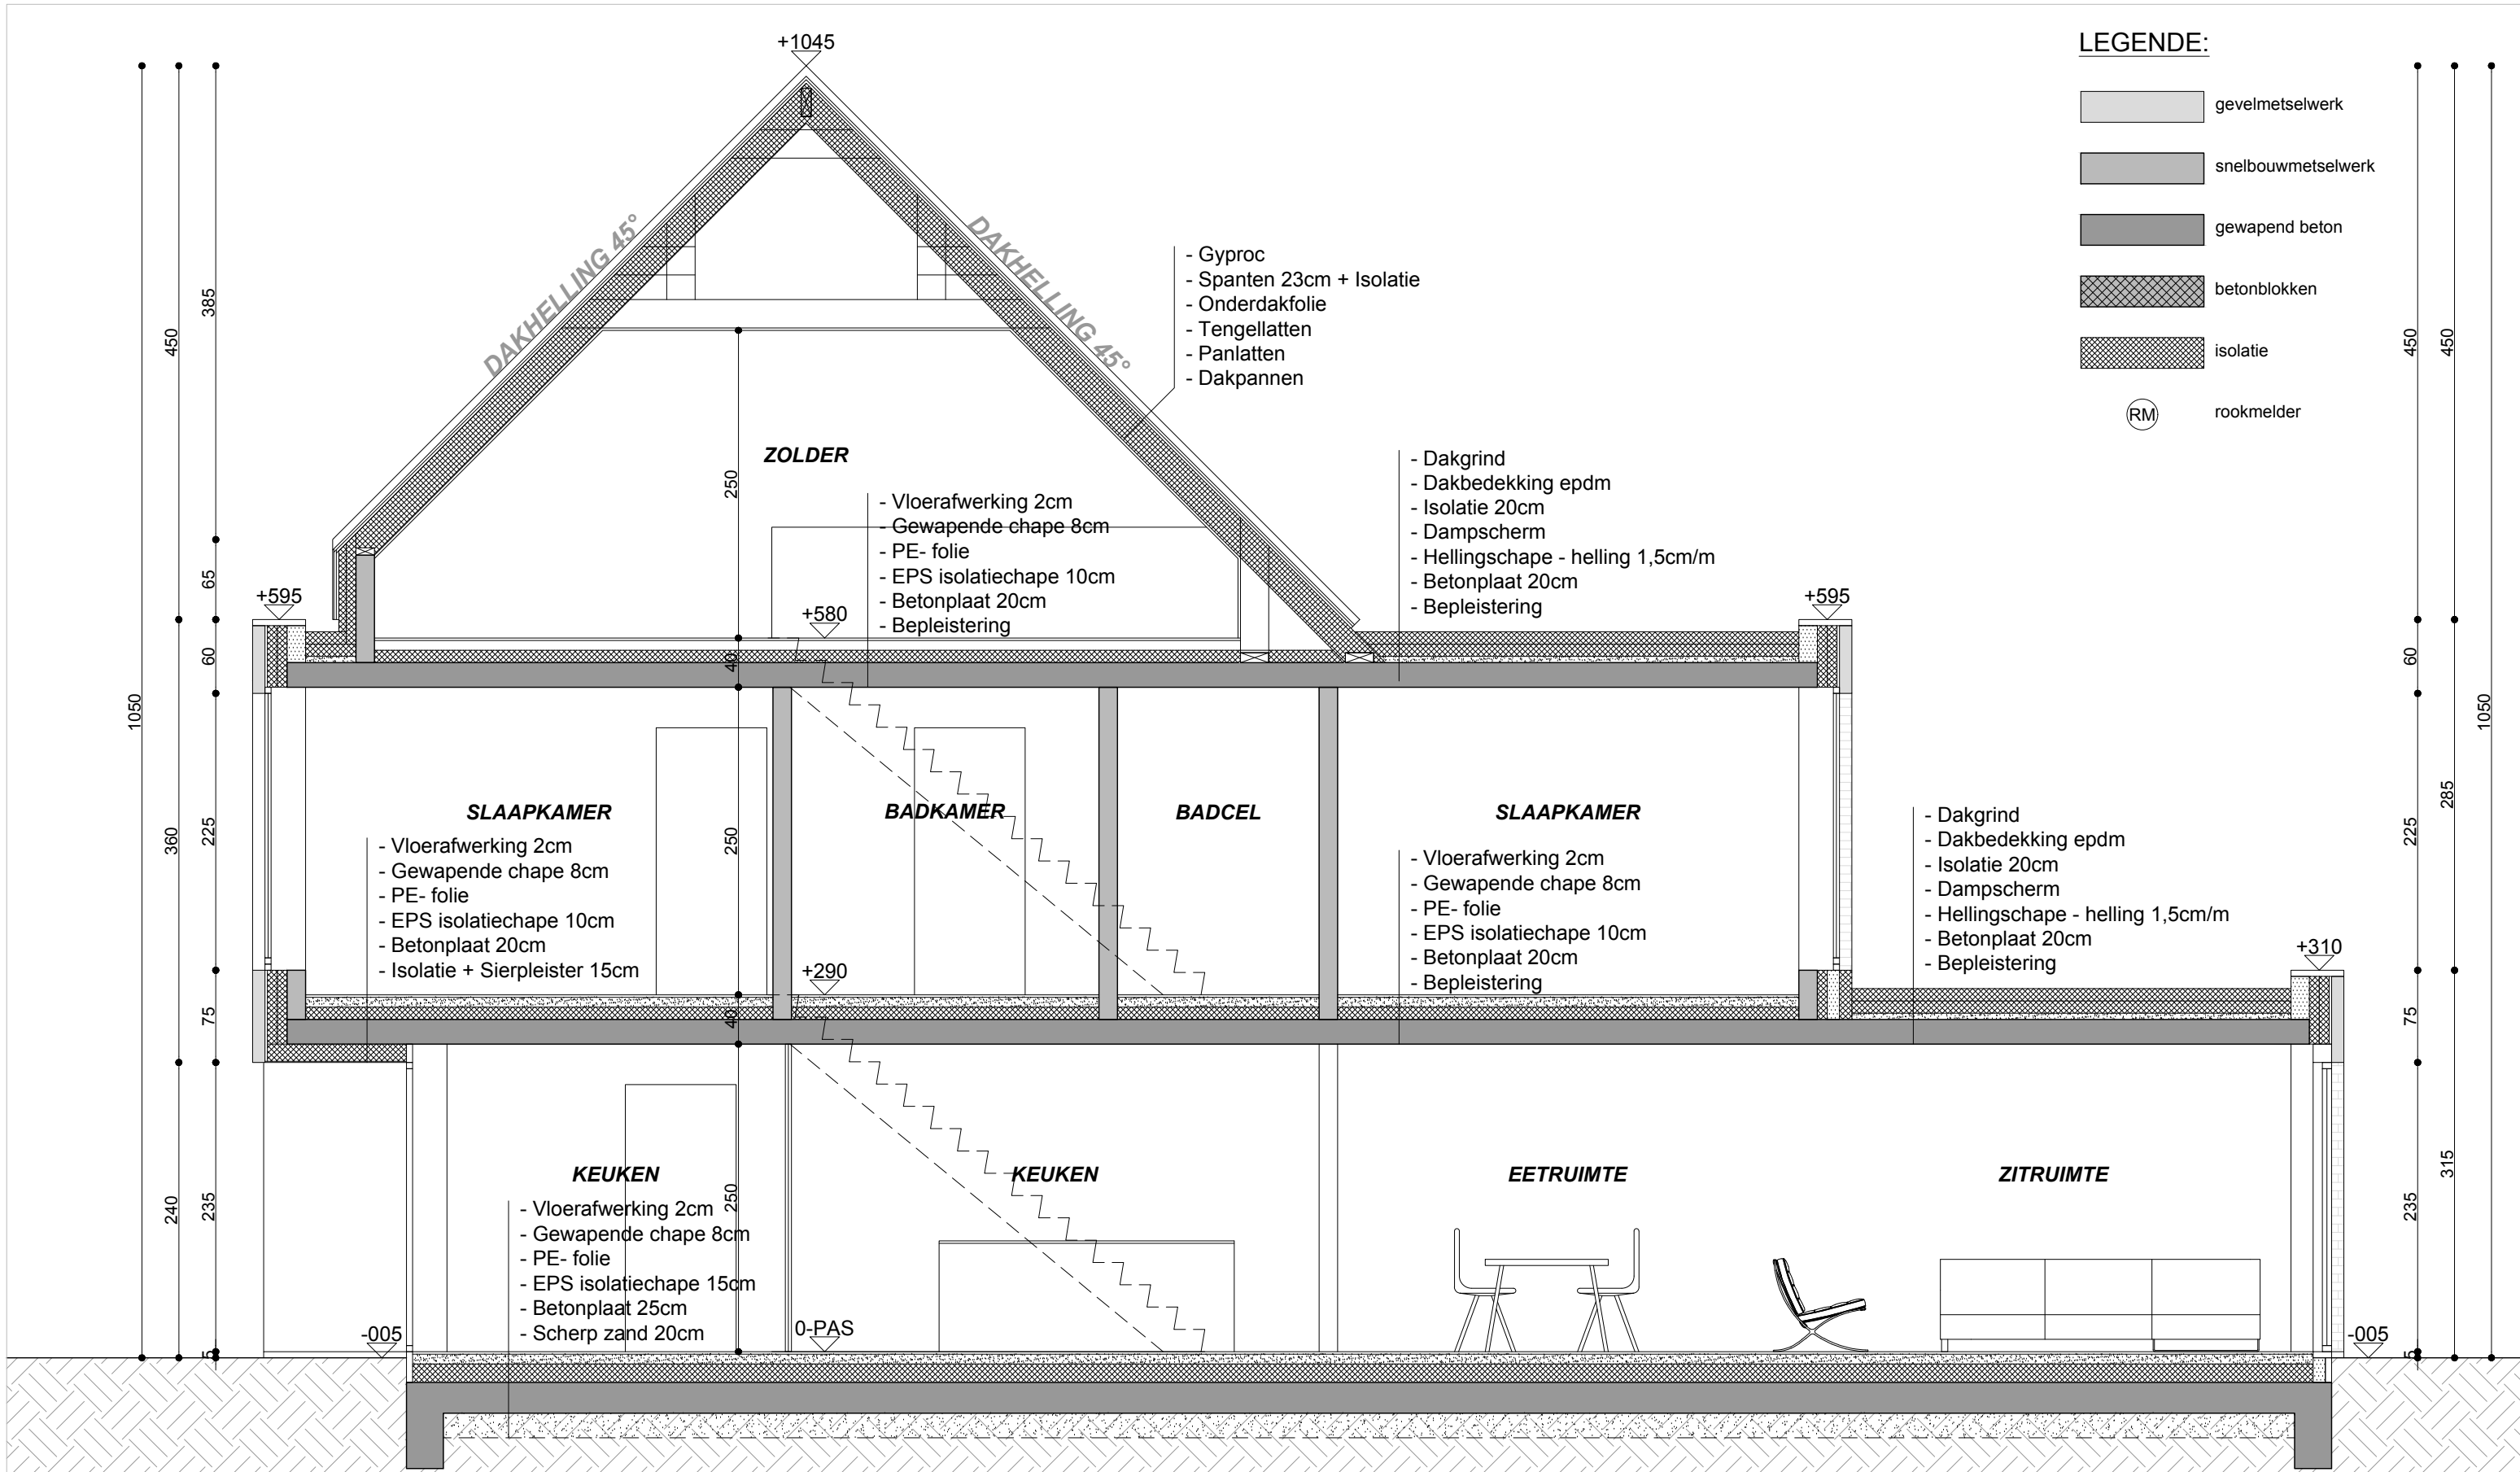 +1045
LEGENDE:
gevelmetselwerk
snelbouwmetselwerk
gewapend beton
betonblokken
isolatie
RM
rookmelder
DAKHELLING 45°
DAKHELLING 45°
- Gyproc
- Spanten 23cm + Isolatie
- Onderdakfolie
- Tengellatten
- Panlatten
- Dakpannen
1050
450
360
240
385
65
60
225
75
235
5
ZOLDER
250
- Vloerafwerking 2cm
- Gewapende chape 8cm
- PE- folie
- EPS isolatiechape 10cm
- Betonplaat 20cm
- Bepleistering
- Dakgrind
- Dakbedekking epdm
- Isolatie 20cm
- Dampscherm
- Hellingschape - helling 1,5cm/m
- Betonplaat 20cm
- Bepleistering
+595
+580
+595
40
SLAAPKAMER
BADKAMER
BADCEL
SLAAPKAMER
250
- Vloerafwerking 2cm
- Gewapende chape 8cm
- PE- folie
- EPS isolatiechape 10cm
- Betonplaat 20cm
- Isolatie + Sierpleister 15cm
- Vloerafwerking 2cm
- Gewapende chape 8cm
- PE- folie
- EPS isolatiechape 10cm
- Betonplaat 20cm
- Bepleistering
- Dakgrind
- Dakbedekking epdm
- Isolatie 20cm
- Dampscherm
- Hellingschape - helling 1,5cm/m
- Betonplaat 20cm
- Bepleistering
+290
+310
40
KEUKEN
KEUKEN
EETRUIMTE
ZITRUIMTE
250
- Vloerafwerking 2cm
- Gewapende chape 8cm
- PE- folie
- EPS isolatiechape 15cm
- Betonplaat 25cm
- Scherp zand 20cm
-005
0-PAS
-005
450
60
225
75
235
5
450
285
315
1050